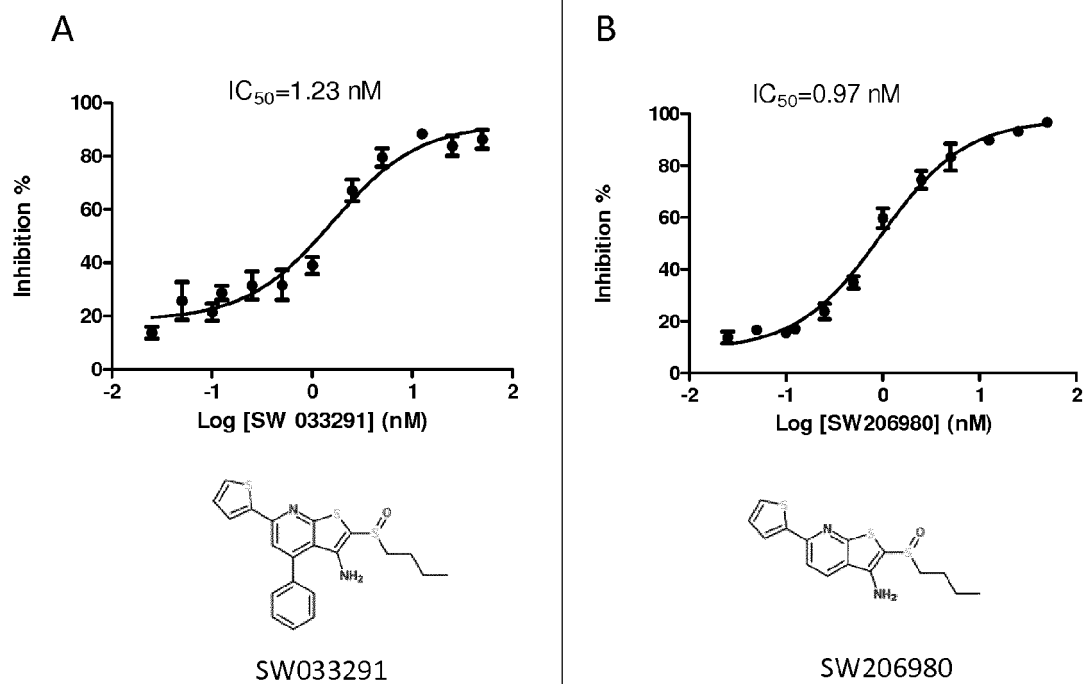 A
IC50=1.23 nM
100
80
60
40
20
0
Inhibition %
-2 -1 0 1 2
Log [SW 033291] (nM)
S
N
S
S
O
NH2
SW033291
B
IC50=0.97 nM
100
80
60
40
20
0
Inhibition %
-2 -1 0 1 2
Log [SW206980] (nM)
S
N
S
S
O
NH2
SW206980